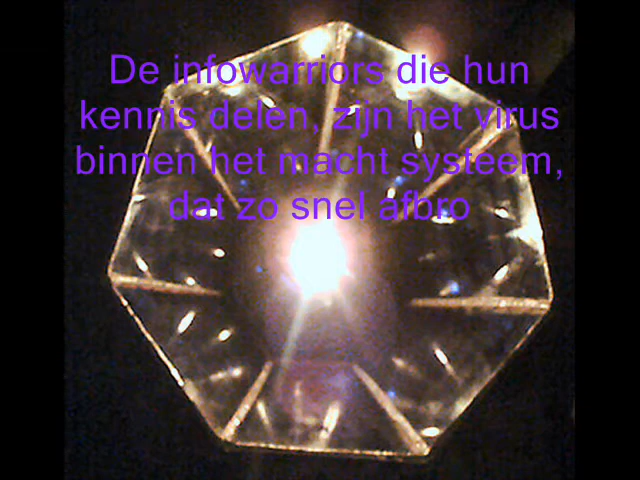 De infowarriors die hun
kennis delen, zijn het virus
binnen het macht systeem,
dat zo snel afbro